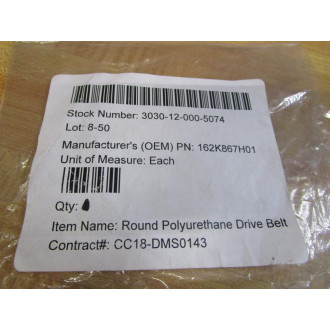 Stock Number: 3030-12-000-5074
Lot: 8-50
Manufacturer's (OEM) PN: 162K867H01
Unit of Measure: Each
Qty:
Item Name: Round Polyurethane Drive Belt
Contract#: CC18-DMS0143